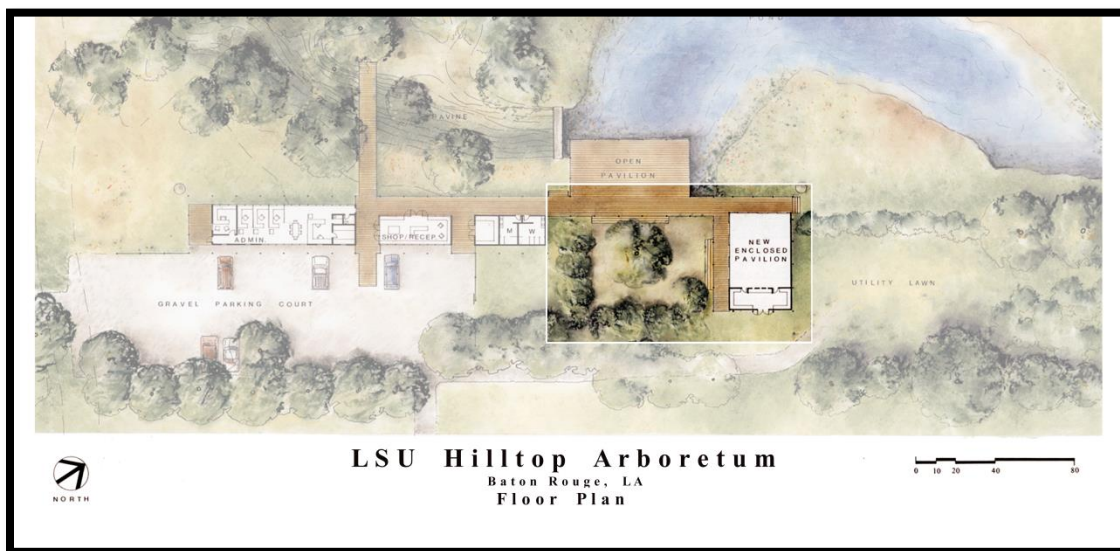 POND
RAVINE
OPEN
PAVILION
ADMIN.
SHOP/RECEP.
M
W
NEW
ENCLOSED
PAVILION
UTILITY LAWN
GRAVEL PARKING COURT
LSU Hilltop Arboretum
Baton Rouge, LA
Floor Plan
NORTH
0 10 20 40 80